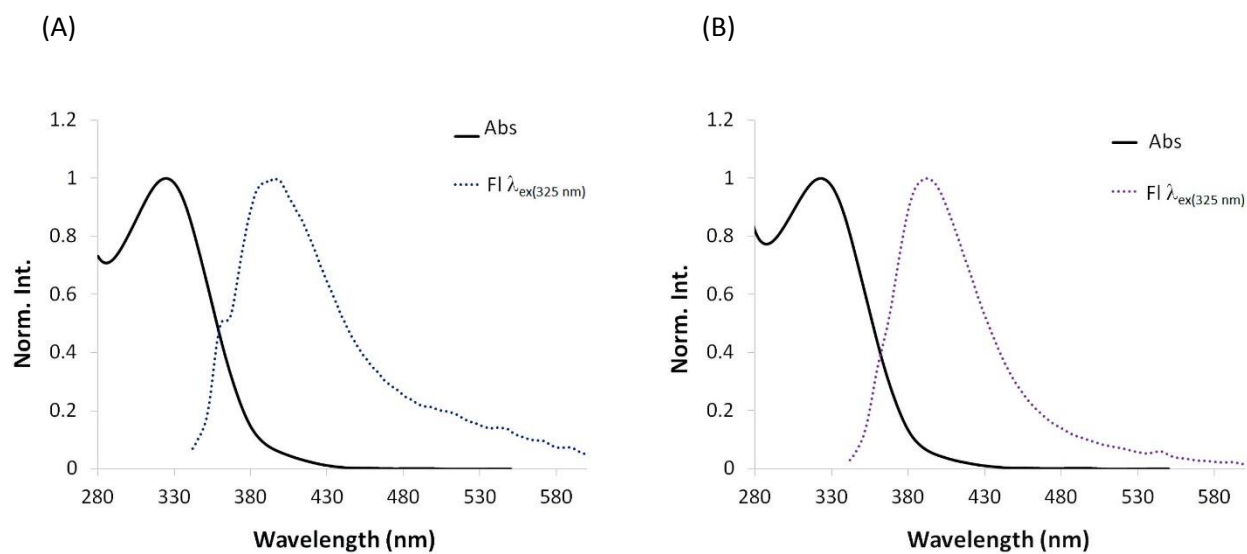 (A)
1.2
1
0.8
0.6
0.4
0.2
0
Norm. Int.
Abs
Fl λex(325 nm)
280 330 380 430 480 530 580
Wavelength (nm)
(B)
1.2
1
0.8
0.6
0.4
0.2
0
Norm. Int.
Abs
Fl λex(325 nm)
280 330 380 430 480 530 580
Wavelength (nm)